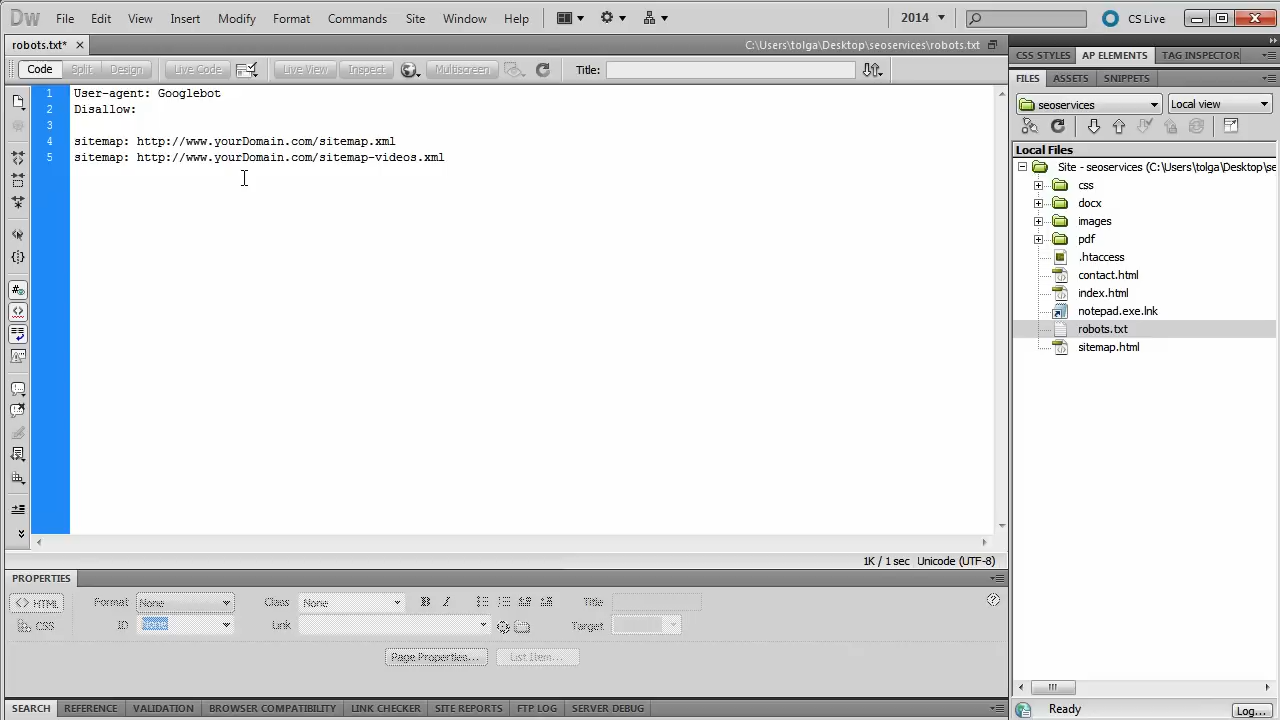 Dw File Edit View Insert Modify Format Commands Site Window Help 2014 CS Live
robots.txt* C:\Users\tolga\Desktop\seoservices\robots.txt
Code Split Design Live Code Live View Inspect Multiscreen Title:
1 User-agent: Googlebot
2 Disallow:
3
4 sitemap: http://www.yourDomain.com/sitemap.xml
5 sitemap: http://www.yourDomain.com/sitemap-videos.xml
1K / 1 sec Unicode (UTF-8)
PROPERTIES
<> HTML Format None Class None B I Title
CSS ID None Link Target
Page Properties... List Item...
SEARCH REFERENCE VALIDATION BROWSER COMPATIBILITY LINK CHECKER SITE REPORTS FTP LOG SERVER DEBUG
CSS STYLES AP ELEMENTS TAG INSPECTOR
FILES ASSETS SNIPPETS
seoservices Local view
Local Files
Site - seoservices (C:\Users\tolga\Desktop\se
css
docx
images
pdf
.htaccess
contact.html
index.html
notepad.exe.lnk
robots.txt
sitemap.html
Ready Log...